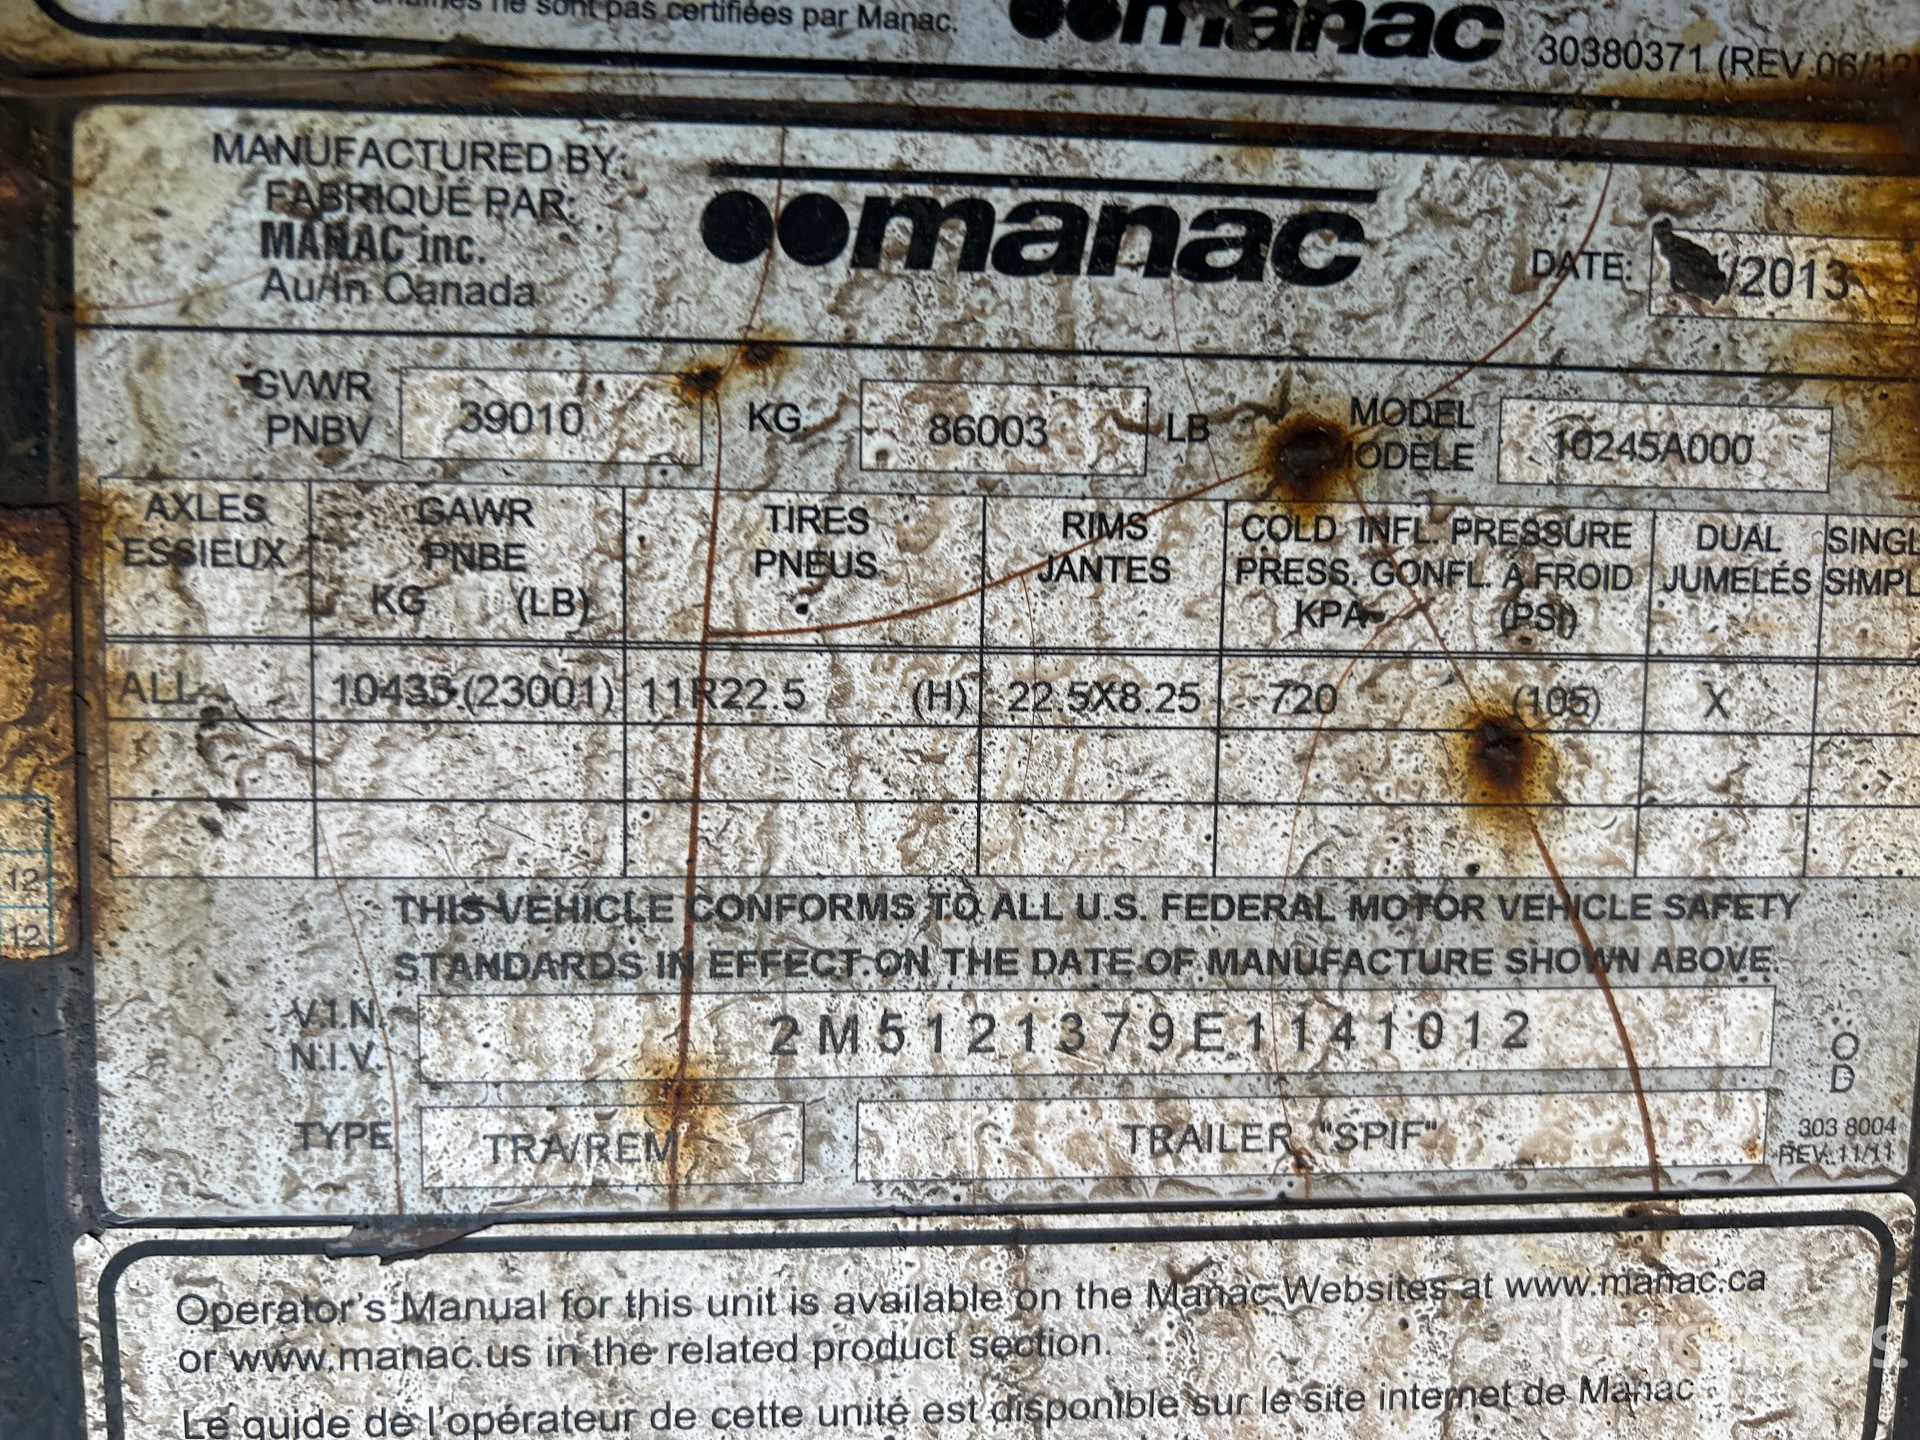 ne sont pas certifiées par Manac.
manac
30380371 (REV.06/12
MANUFACTURED BY:
FABRIQUÉ PAR:
MANAC inc.
Au/In Canada
manac
DATE: /2013
GVWR
PNBV
39010 KG 86003 LB
MODEL
MODÈLE
10245A000
AXLES
ESSIEUX
GAWR
PNBE
KG (LB)
TIRES
PNEUS
RIMS
JANTES
COLD INFL. PRESSURE
PRESS. GONFL. À FROID
KPA (PSI)
DUAL
JUMELÉS
SINGL
SIMPL
ALL 10433 (23001) 11R22.5 (H) 22.5X8.25 720 (105) X
THIS VEHICLE CONFORMS TO ALL U.S. FEDERAL MOTOR VEHICLE SAFETY
STANDARDS IN EFFECT ON THE DATE OF MANUFACTURE SHOWN ABOVE.
V.I.N.
N.I.V.
2M5121379E1141012
O
D
TYPE TRA/REM TRAILER "SPIF"
303 8004
REV. 11/11
12
12
Operator's Manual for this unit is available on the Manac Websites at www.manac.ca
or www.manac.us in the related product section.
Le guide de l'opérateur de cette unité est disponible sur le site internet de Manac